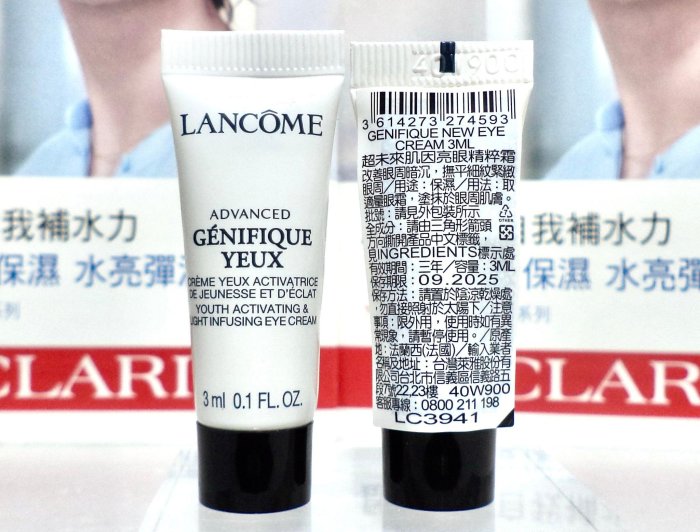 LANCÔME
ADVANCED
GÉNIFIQUE
YEUX
CRÈME YEUX ACTIVATRICE
DE JEUNESSE ET D'ÉCLAT
YOUTH ACTIVATING &
LIGHT INFUSING EYE CREAM
3 ml 0.1 FL.OZ.
40 90C
3 614273 274593
GENIFIQUE NEW EYE
CREAM 3ML
超未來肌因亮眼精粹霜
改善眼周暗沉，撫平細紋緊緻
眼周／用途：保濕／用法：取
適量眼霜，塗抹於眼周肌膚。
批號：請見外包裝所示
全成分：請由三角形箭頭
方向撕開產品中文標籤，
見INGREDIENTS標示處
有效期間：三年／容量：3ML
保存期限：09.2025
保存方法：請置於陰涼乾燥處
，勿直接照射於太陽下／注意
事項：限外用，使用時如有異
常現象，請暫停使用。／原產
地：法國西(法國)／輸入業者
名稱及地址：台灣萊雅股份有
限公司台北市信義區信義路五
段7號22,23樓 40W900
客服專線：0800 211 198
LC3941
我補水力
保濕 水亮彈
系列
CLARI
自我補水力
保濕 水亮彈
系列
LARI